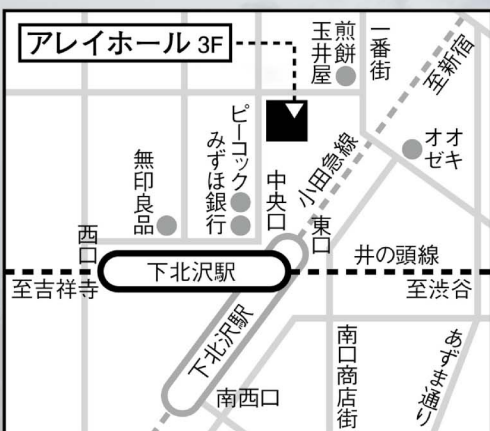 アレイホール 3F
煎餅
玉井屋
一番街
至新宿
オオ
ゼキ
ピーコック
みずほ銀行
無印良品
中央口
小田急線
東口
西口
下北沢駅
井の頭線
至吉祥寺
至渋谷
下北沢駅
南西口
南口商店街
あずま通り